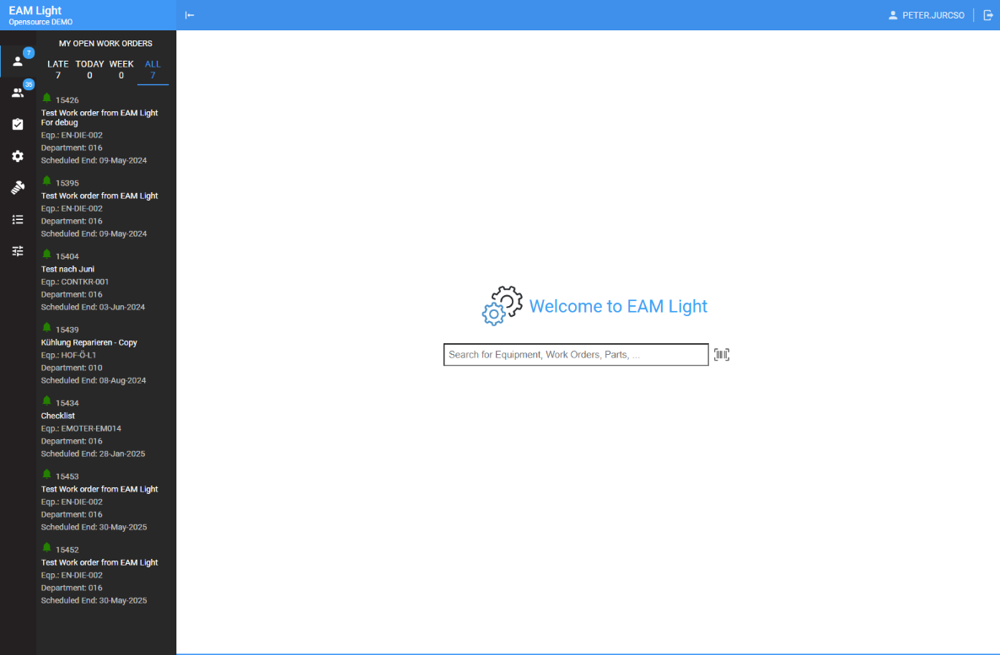 EAM Light
Opensource DEMO
PETER.JURCSO
7
35
MY OPEN WORK ORDERS
LATE TODAY WEEK ALL
7 0 0 7
15426
Test Work order from EAM Light
For debug
Eqp.: EN-DIE-002
Department: 016
Scheduled End: 09-May-2024
15395
Test Work order from EAM Light
Eqp.: EN-DIE-002
Department: 016
Scheduled End: 09-May-2024
15404
Test nach Juni
Eqp.: CONTKR-001
Department: 016
Scheduled End: 03-Jun-2024
15439
Kühlung Reparieren - Copy
Eqp.: HOF-Ö-L1
Department: 010
Scheduled End: 08-Aug-2024
15434
Checklist
Eqp.: EMOTER-EM014
Department: 016
Scheduled End: 28-Jan-2025
15453
Test Work order from EAM Light
Eqp.: EN-DIE-002
Department: 016
Scheduled End: 30-May-2025
15452
Test Work order from EAM Light
Eqp.: EN-DIE-002
Department: 016
Scheduled End: 30-May-2025
Welcome to EAM Light
Search for Equipment, Work Orders, Parts, ...